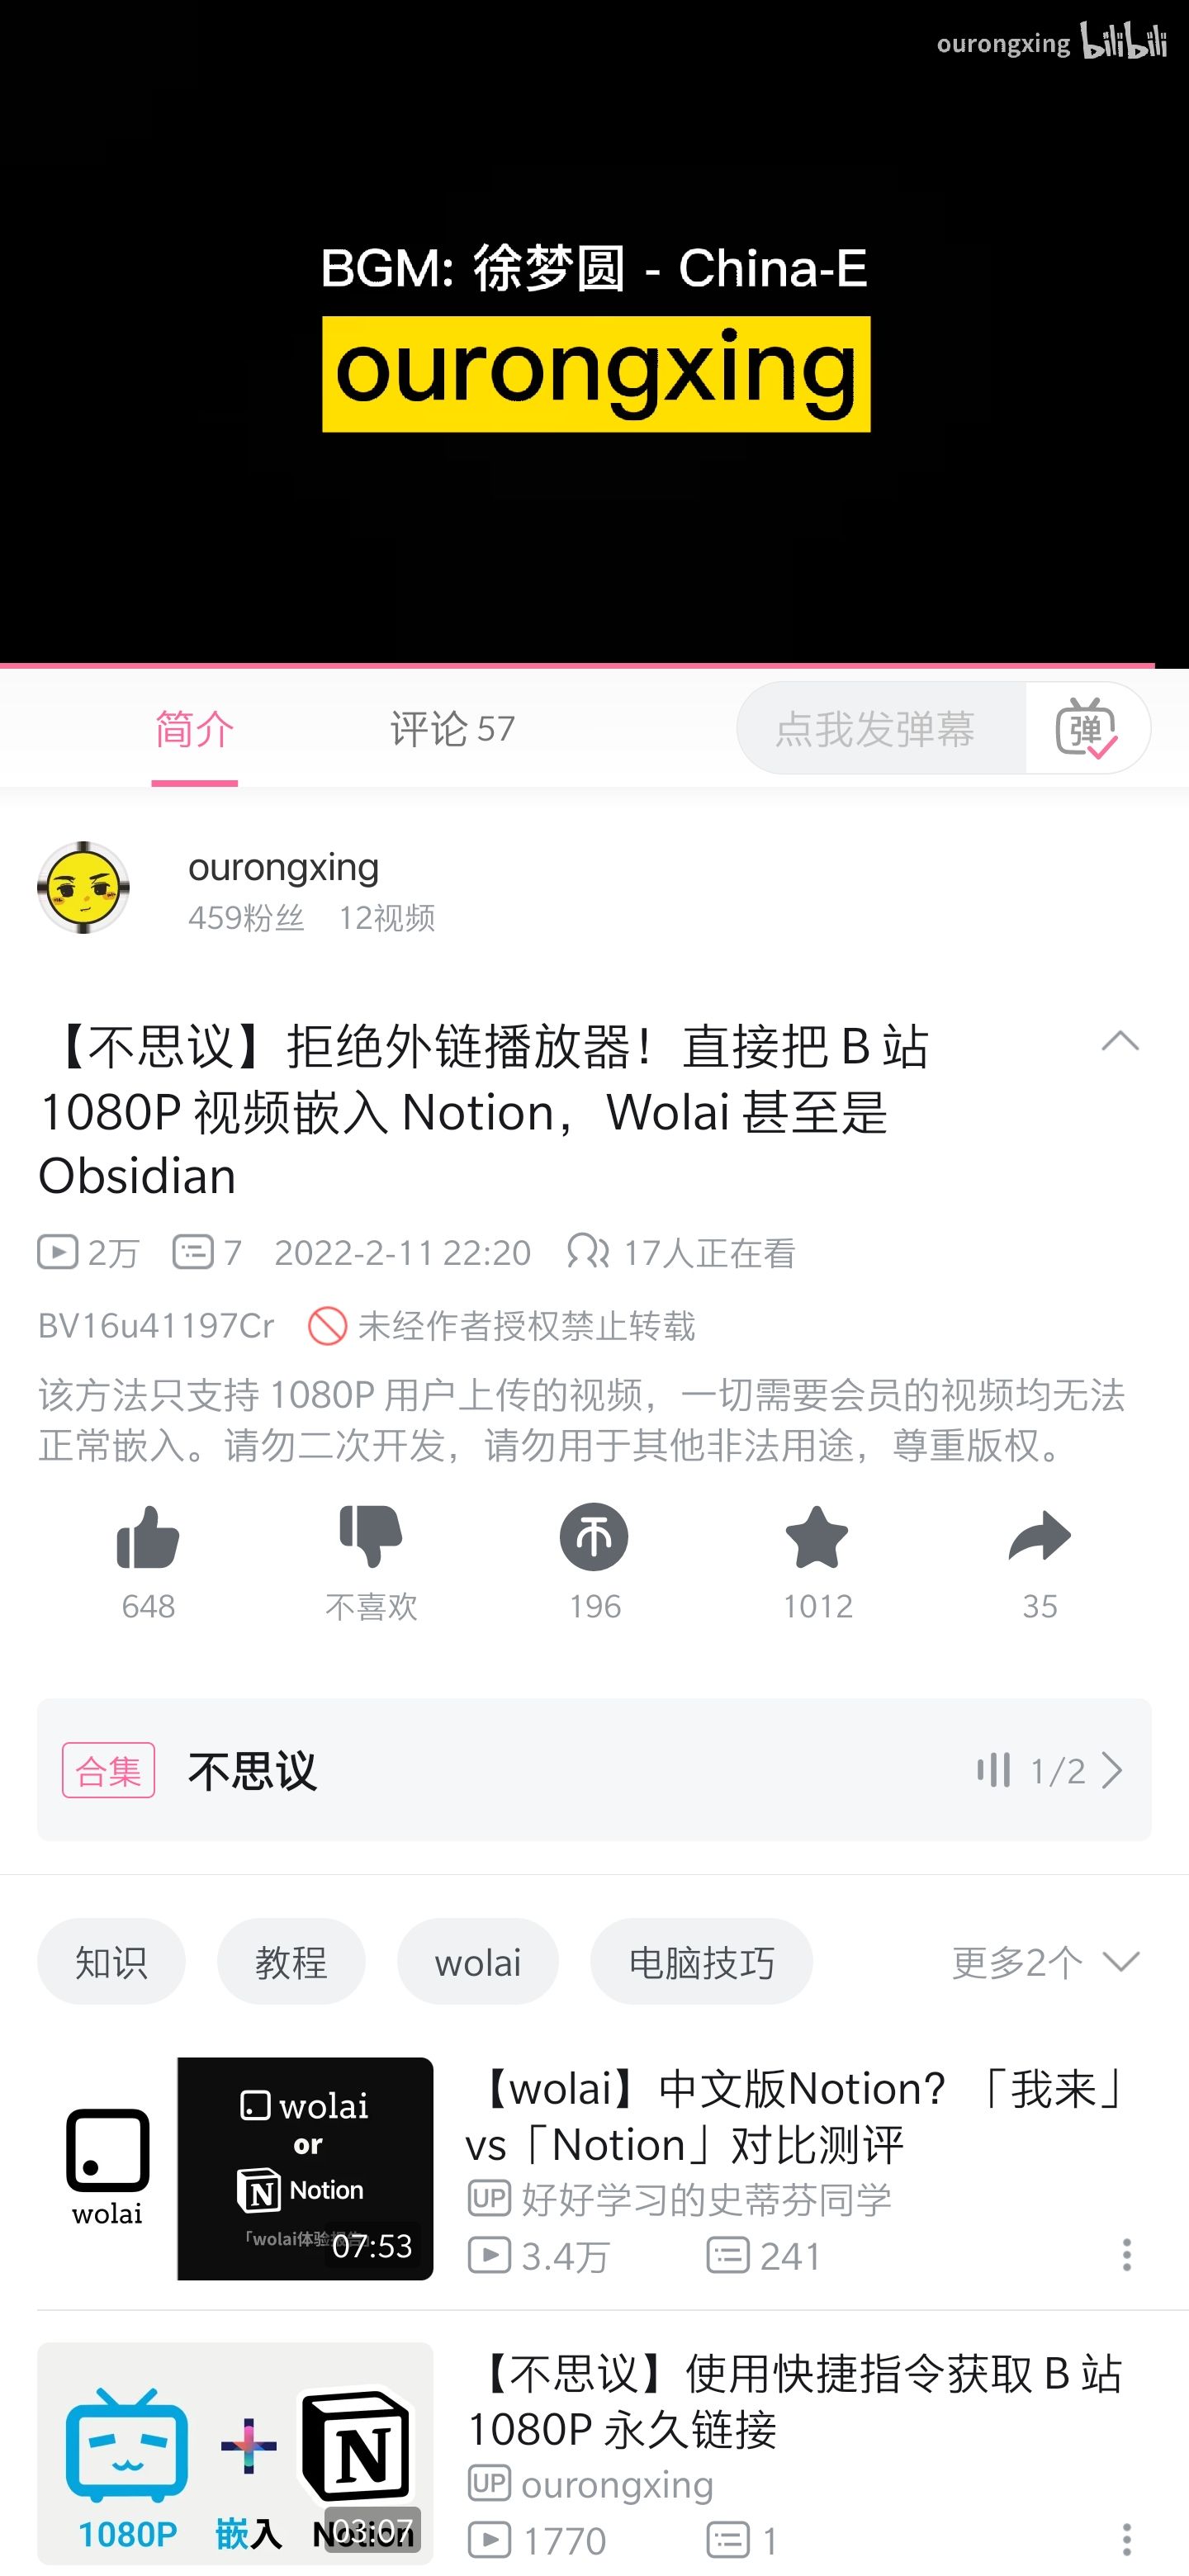 ourongxing bilibili
BGM: 徐梦圆 - China-E
ourongxing
简介
评论 57
点我发弹幕
弹
ourongxing
459粉丝 12视频
【不思议】拒绝外链播放器！直接把 B 站
1080P 视频嵌入 Notion，Wolai 甚至是
Obsidian
2万 7 2022-2-11 22:20 17人正在看
BV16u41197Cr 未经作者授权禁止转载
该方法只支持 1080P 用户上传的视频，一切需要会员的视频均无法
正常嵌入。请勿二次开发，请勿用于其他非法用途，尊重版权。
648 不喜欢 196 1012 35
合集 不思议 1/2
知识 教程 wolai 电脑技巧 更多2个
wolai
wolai
or
Notion
「wolai体验报告」
07:53
【wolai】中文版Notion？「我来」
vs「Notion」对比测评
UP 好好学习的史蒂芬同学
3.4万 241
1080P 嵌入 Notion
03:07
【不思议】使用快捷指令获取 B 站
1080P 永久链接
UP ourongxing
1770 1